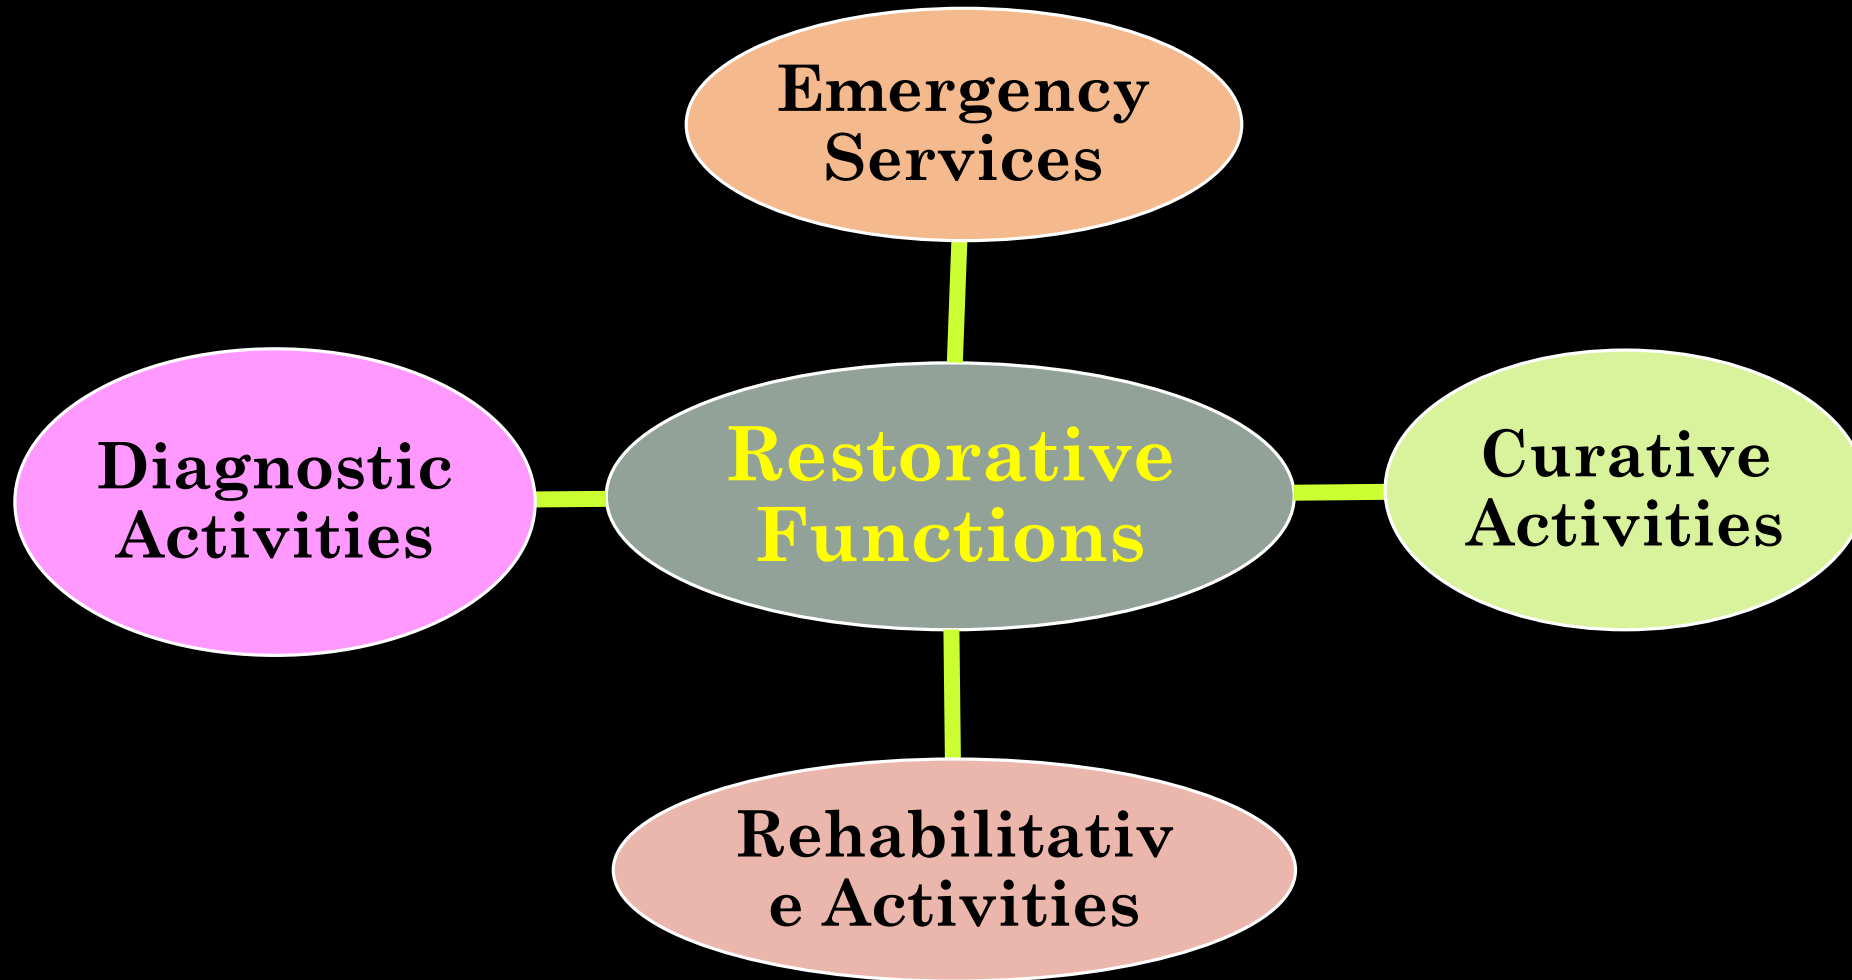 Emergency
Services
Diagnostic
Activities
Restorative
Functions
Curative
Activities
Rehabilitativ
e Activities